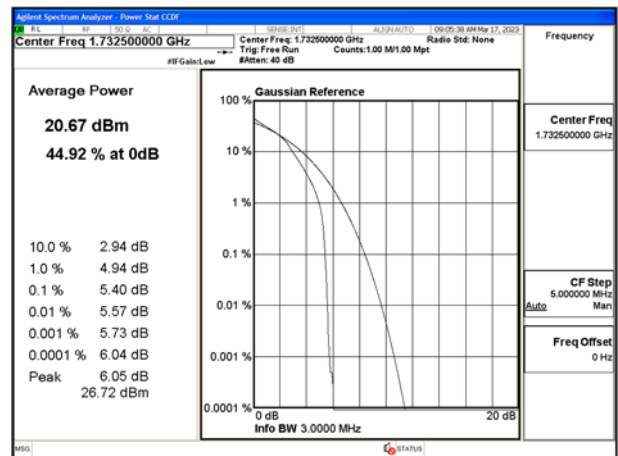 Agilent Spectrum Analyzer - Power Stat CCDF
RL RF 50 Ω AC SENSE:INT ALIGNAUTO 09:05:38 AM Mar 17, 2023
Center Freq 1.732500000 GHz
Center Freq: 1.732500000 GHz Radio Std: None
Trig: Free Run Counts:1.00 M/1.00 Mpt
#IFGain:Low #Atten: 40 dB
Frequency
Average Power
20.67 dBm
44.92 % at 0dB
10.0 % 2.94 dB
1.0 % 4.94 dB
0.1 % 5.40 dB
0.01 % 5.57 dB
0.001 % 5.73 dB
0.0001 % 6.04 dB
Peak 6.05 dB
26.72 dBm
Gaussian Reference
100 %
10 %
1 %
0.1 %
0.01 %
0.001 %
0.0001 %
0 dB 20 dB
Info BW 3.0000 MHz
Center Freq
1.732500000 GHz
CF Step
5.000000 MHz
Auto Man
Freq Offset
0 Hz
MSG STATUS